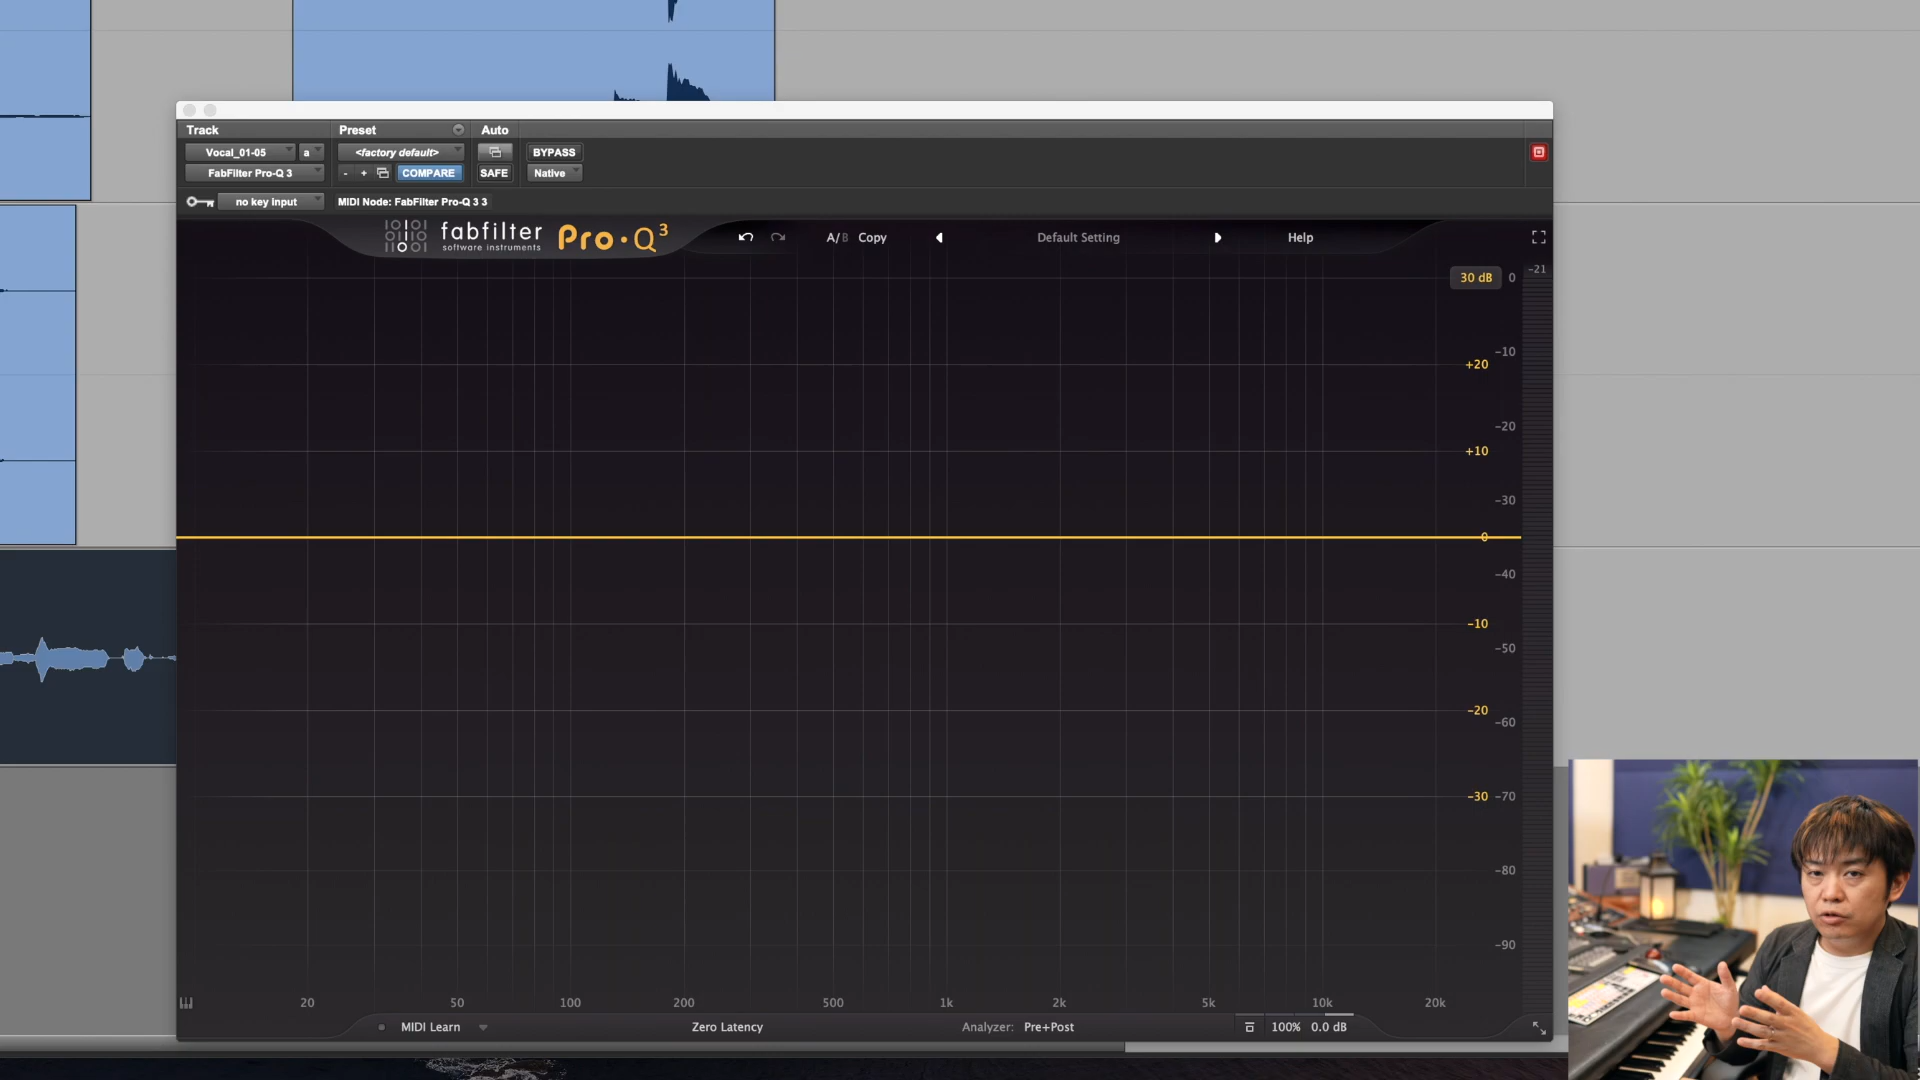 Track
Preset
Auto
Vocal_01-05
a
<factory default>
BYPASS
FabFilter Pro-Q 3
- +
COMPARE
SAFE
Native
no key input
MIDI Node: FabFilter Pro-Q 3 3
fabfilter
software instruments
Pro·Q3
A/B
Copy
Default Setting
Help
30 dB
0
-21
-10
+20
-20
+10
-30
0
-40
-10
-50
-20
-60
-30
-70
-80
-90
20
50
100
200
500
1k
2k
5k
10k
20k
MIDI Learn
Zero Latency
Analyzer:
Pre+Post
100%
0.0 dB